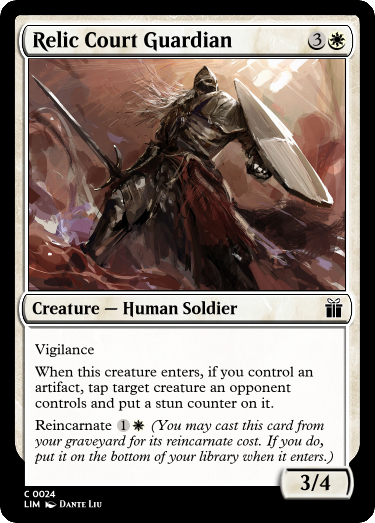 Relic Court Guardian 3
Creature — Human Soldier
Vigilance
When this creature enters, if you control an
artifact, tap target creature an opponent
controls and put a stun counter on it.
Reincarnate 1 (You may cast this card from
your graveyard for its reincarnate cost. If you do,
put it on the bottom of your library when it enters.)
3/4
C 0024
LIM Dante Liu